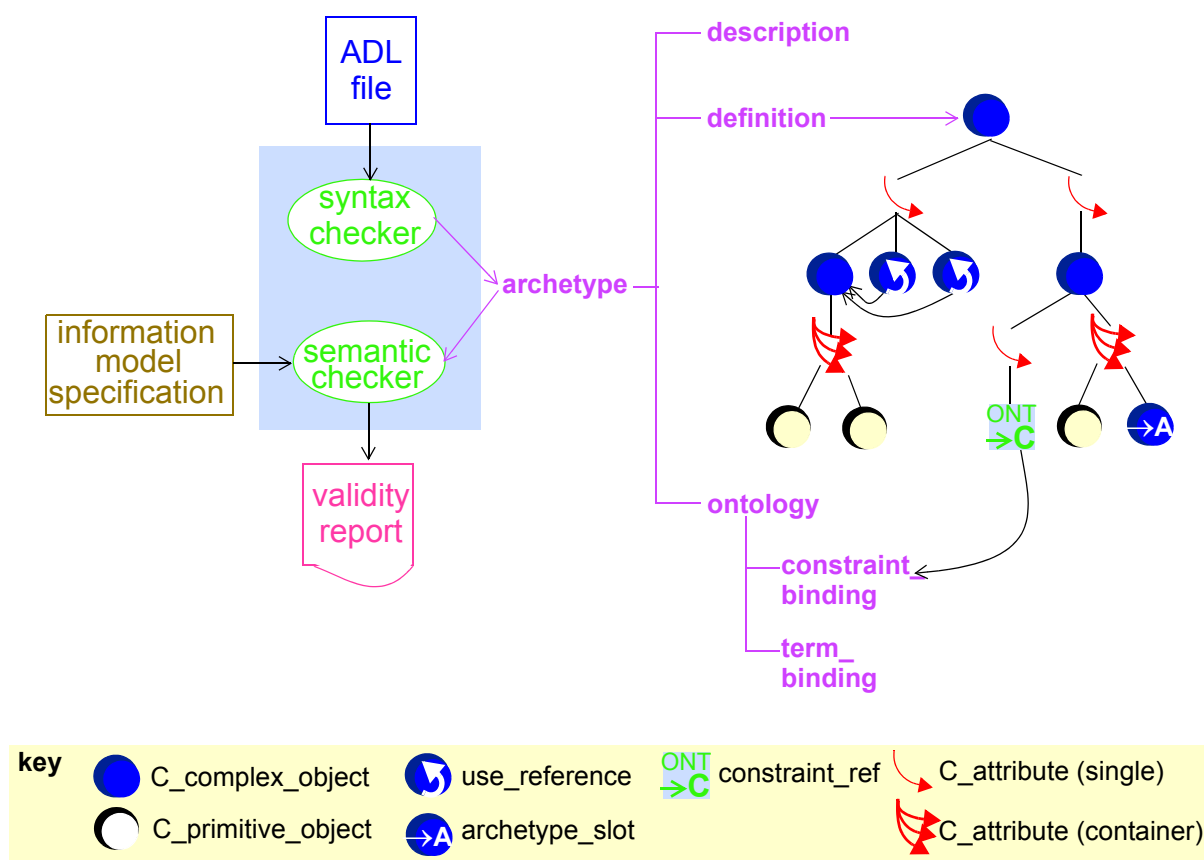 ADL
file
syntax
checker
information
model
specification
semantic
checker
validity
report
archetype
description
definition
ONT
→C
→A
ontology
constraint_
binding
term_
binding
key
C_complex_object
use_reference
ONT
→C
constraint_ref
C_attribute (single)
C_primitive_object
→A
archetype_slot
C_attribute (container)